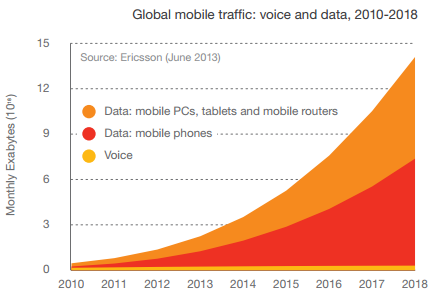 Global mobile traffic: voice and data, 2010-2018
15
Source: Ericsson (June 2013)
12
Data: mobile PCs, tablets and mobile routers
9
Data: mobile phones
Voice
6
3
0
Monthly Exabytes (10¹⁸)
2010 2011 2012 2013 2014 2015 2016 2017 2018